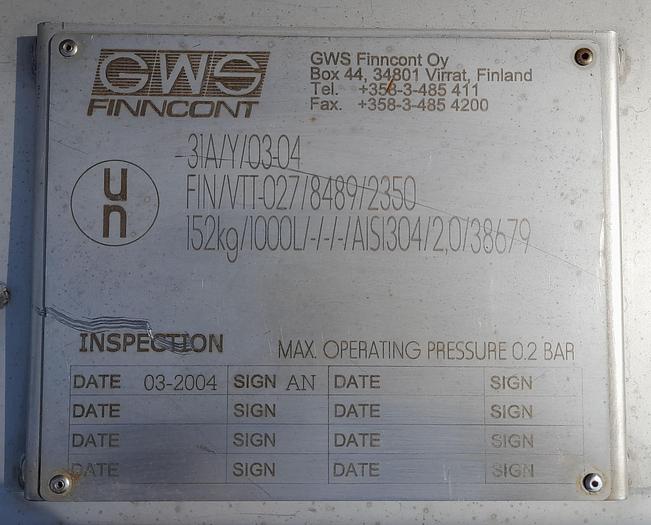 GWS
FINNCONT
GWS Finncont Oy
Box 44, 34801 Virrat, Finland
Tel. +358-3-485 411
Fax. +358-3-485 4200
un
31A/Y/03-04
FIN/VTT-027/8489/2350
152kg/1000L/-/-/-/AISI304/2,0/38679
INSPECTION MAX. OPERATING PRESSURE 0.2 BAR
DATE 03-2004 SIGN AN DATE SIGN
DATE SIGN DATE SIGN
DATE SIGN DATE SIGN
DATE SIGN DATE SIGN